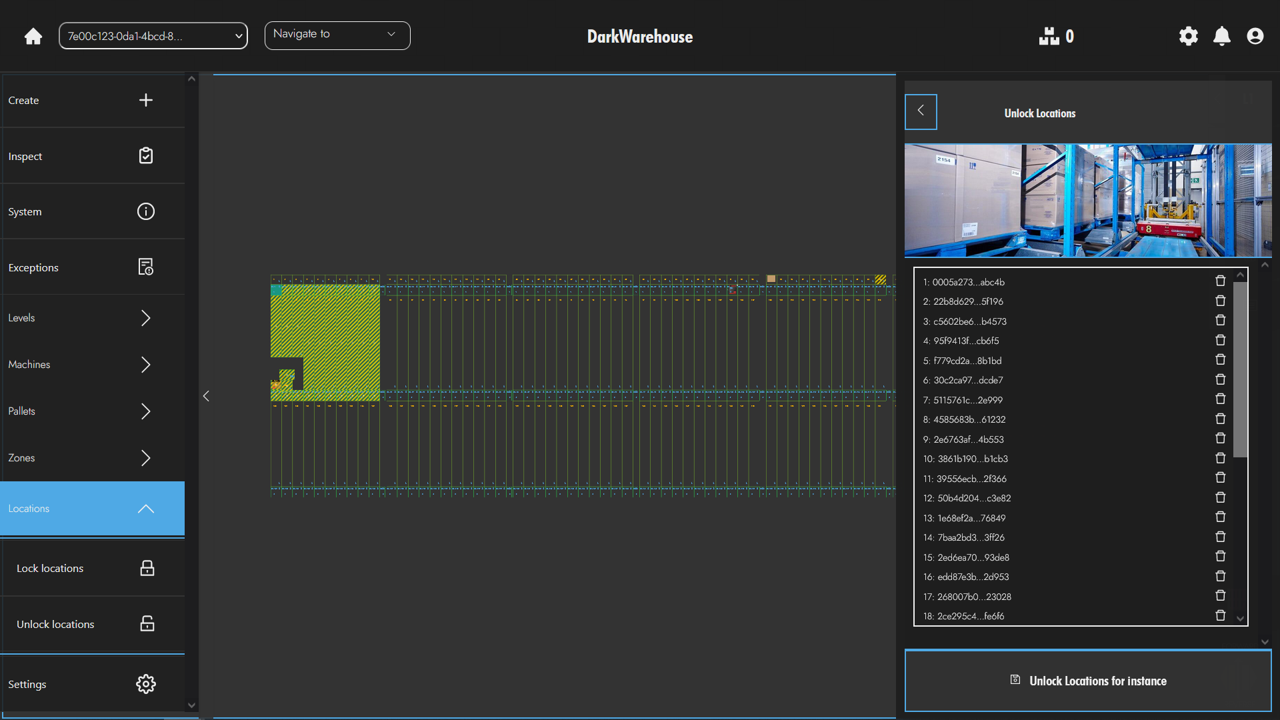 7e00c123-0da1-4bcd-8...
Navigate to
DarkWarehouse
0
Create
Inspect
System
Exceptions
Levels
Machines
Pallets
Zones
Locations
Lock locations
Unlock locations
Settings
Unlock Locations
8
1: 0005a273...abc4b
2: 22b8d629...5f196
3: c5602be6...b4573
4: 95f9413f...cb6f5
5: f779cd2a...8b1bd
6: 30c2ca97...dcde7
7: 5115761c...2e999
8: 4585683b...61232
9: 2e6763af...4b553
10: 3861b190...b1cb3
11: 39556ecb...2f366
12: 50b4d204...c3e82
13: 1e68ef2a...76849
14: 7baa2bd3...3ff26
15: 2ed6ea70...93de8
16: edd87e3b...2d953
17: 268007b0...23028
18: 2ce295c4...fe6f6
Unlock Locations for instance